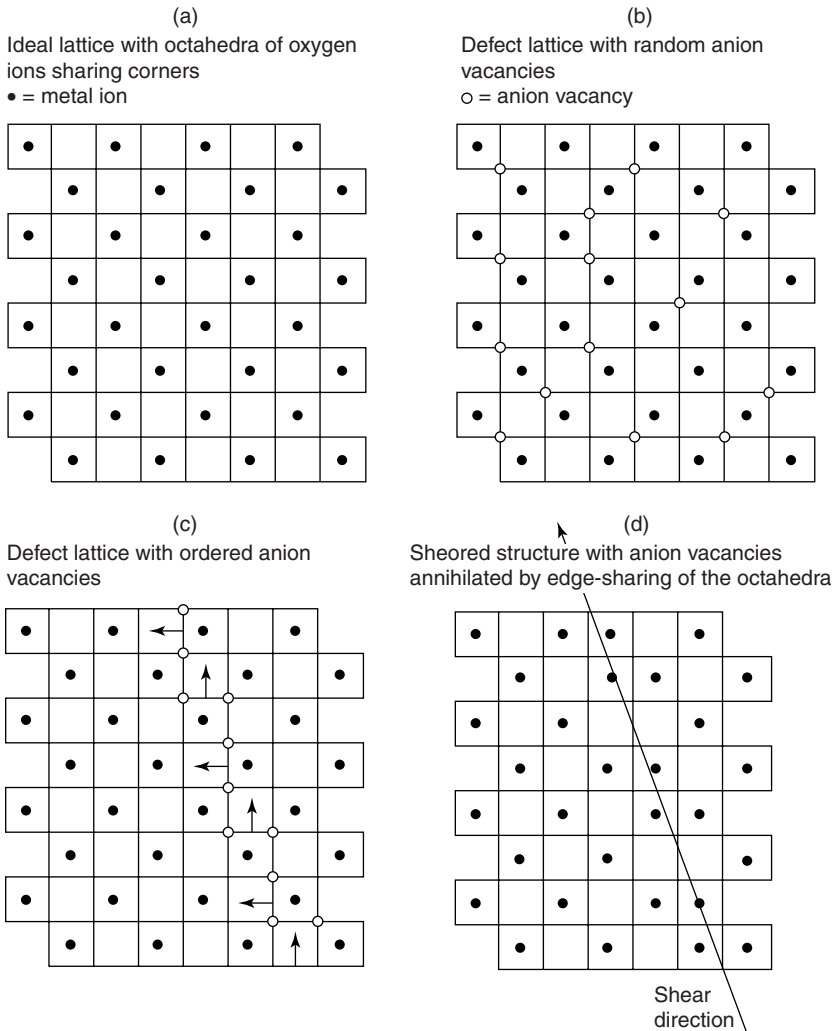 (a)
Ideal lattice with octahedra of oxygen
ions sharing corners
• = metal ion
(b)
Defect lattice with random anion
vacancies
○ = anion vacancy
(c)
Defect lattice with ordered anion
vacancies
(d)
Sheored structure with anion vacancies
annihilated by edge-sharing of the octahedra
Shear
direction